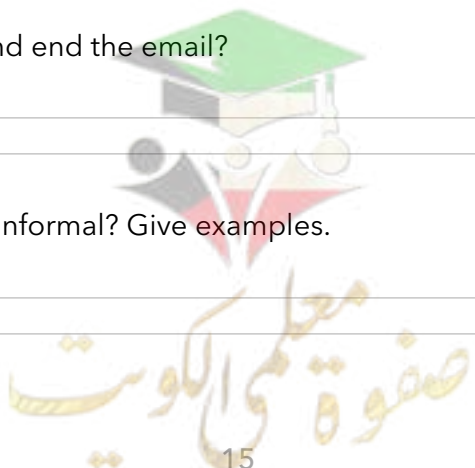 nd end the email?
nformal? Give examples.
صفوة معلمي الكويت
15